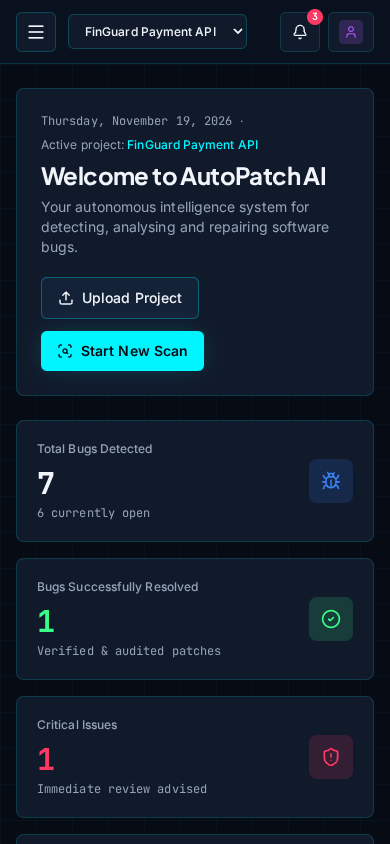 FinGuard Payment API
3
Thursday, November 19, 2026 ·
Active project: FinGuard Payment API
Welcome to AutoPatch AI
Your autonomous intelligence system for
detecting, analysing and repairing software
bugs.
Upload Project
Start New Scan
Total Bugs Detected
7
6 currently open
Bugs Successfully Resolved
1
Verified & audited patches
Critical Issues
1
Immediate review advised